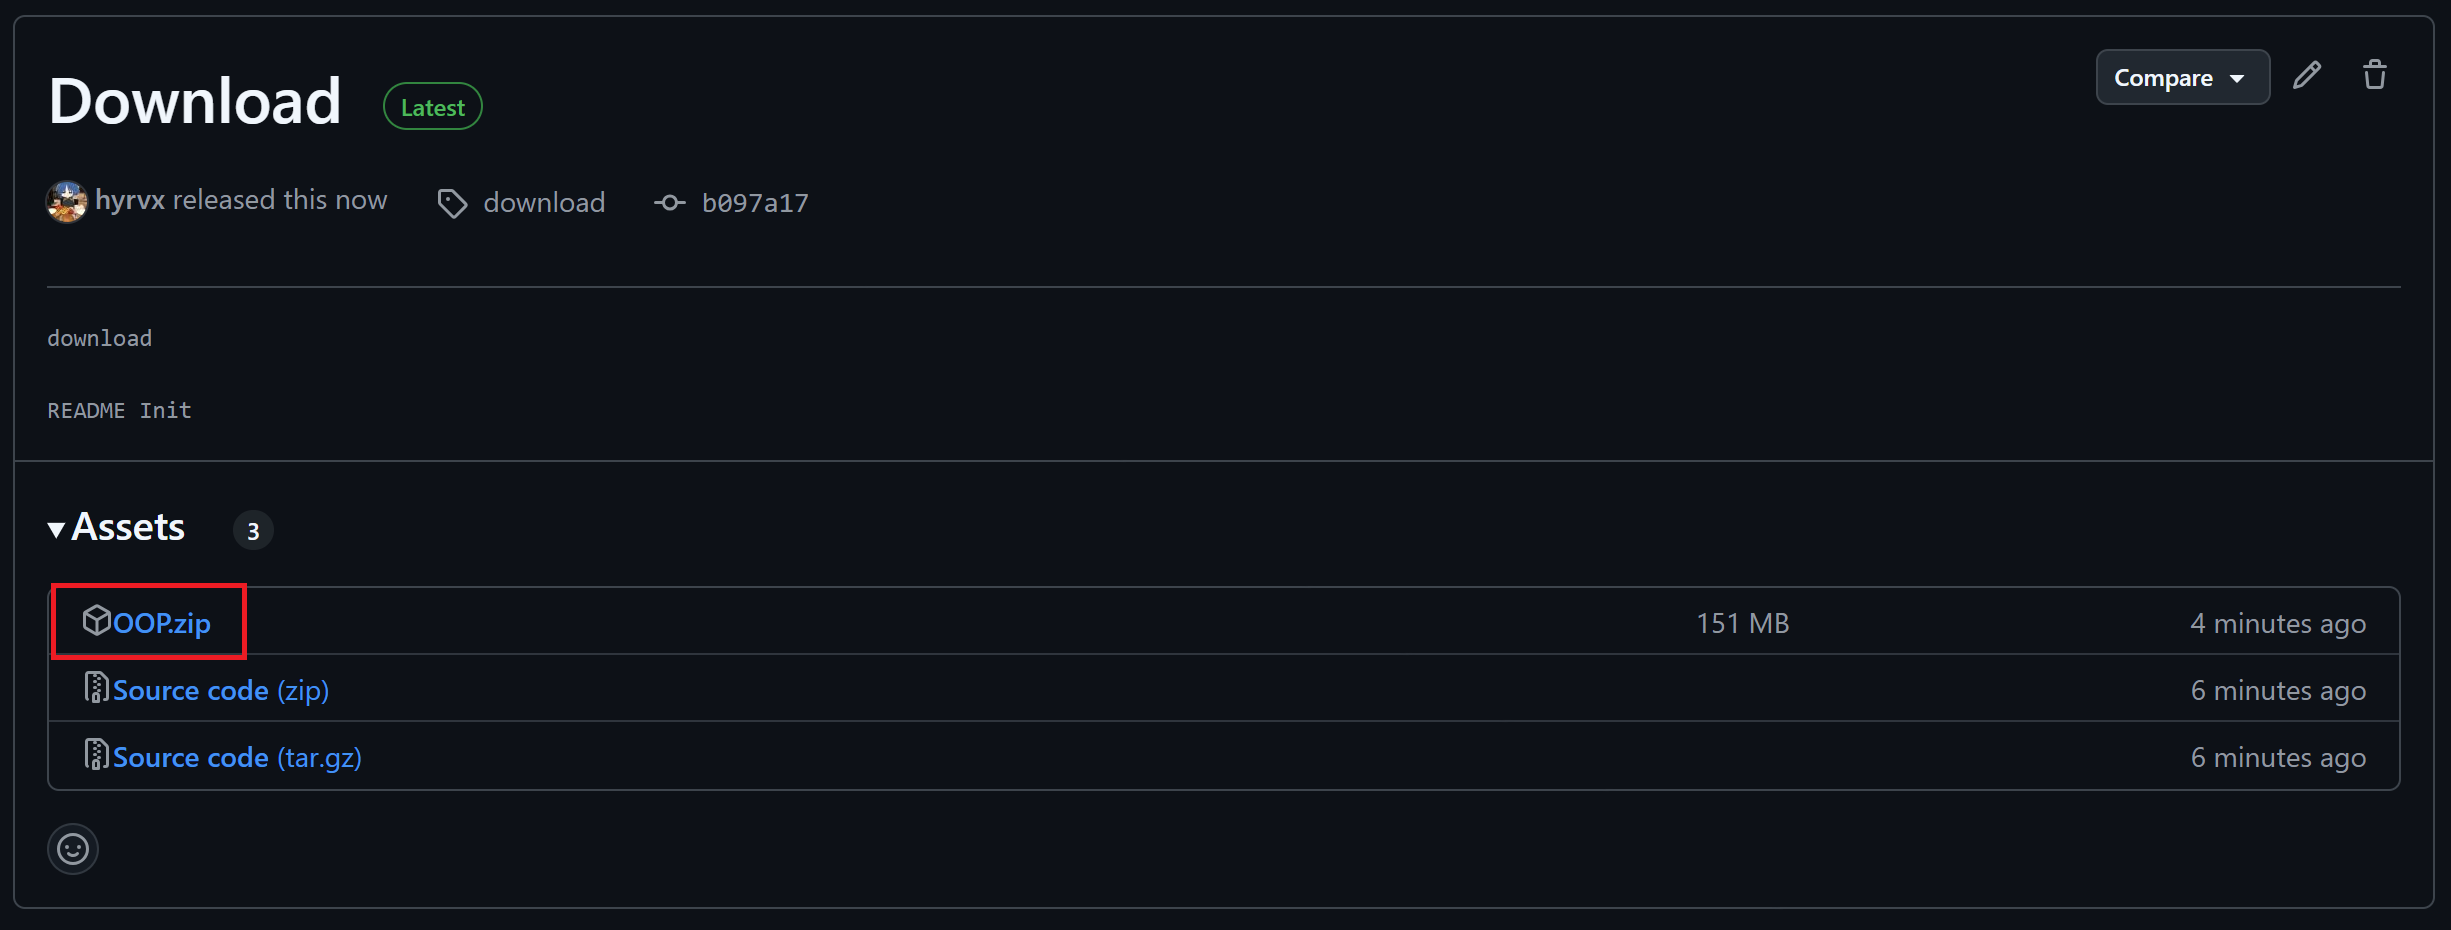 Download Latest Compare
hyrvx released this now download b097a17
download
README Init
Assets 3
OOP.zip 151 MB 4 minutes ago
Source code (zip) 6 minutes ago
Source code (tar.gz) 6 minutes ago